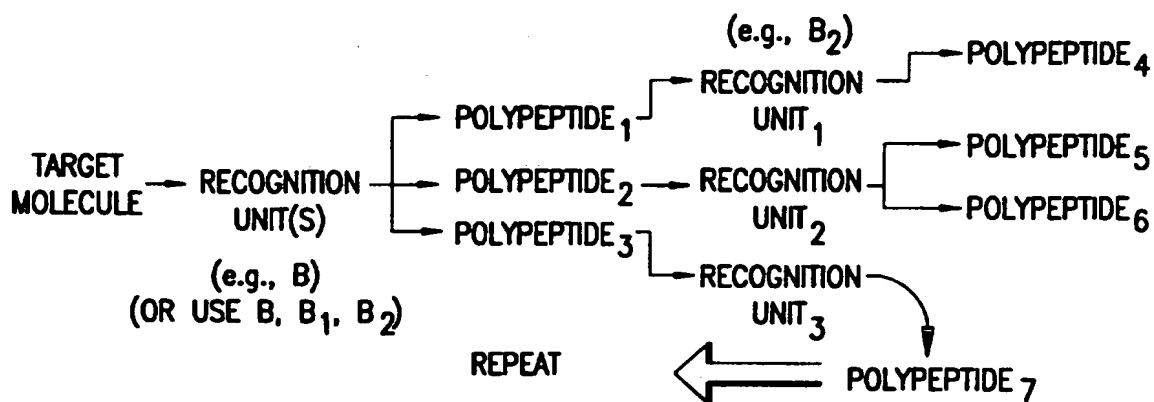 TARGET
MOLECULE
RECOGNITION
UNIT(S)
(e.g., B)
(OR USE B, B1, B2)
POLYPEPTIDE1
POLYPEPTIDE2
POLYPEPTIDE3
(e.g., B2)
RECOGNITION
UNIT1
RECOGNITION
UNIT2
RECOGNITION
UNIT3
POLYPEPTIDE4
POLYPEPTIDE5
POLYPEPTIDE6
POLYPEPTIDE7
REPEAT